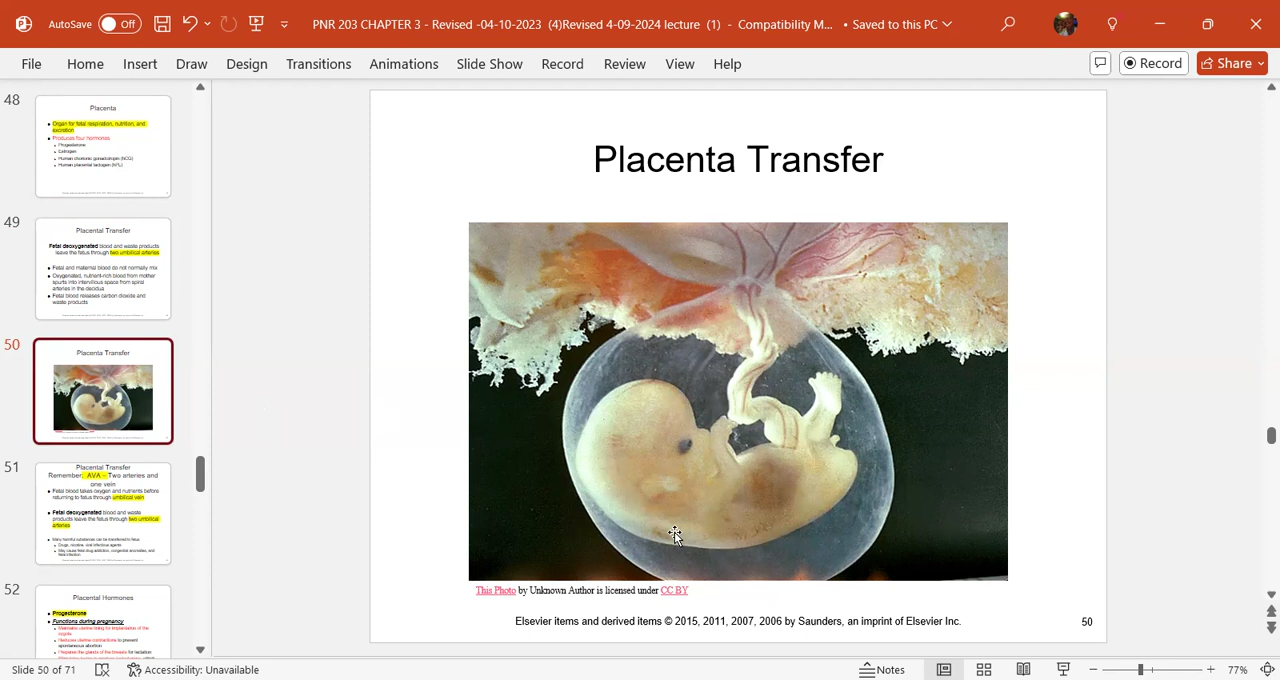 AutoSave Off PNR 203 CHAPTER 3 - Revised -04-10-2023 (4)Revised 4-09-2024 lecture (1) - Compatibility M... • Saved to this PC
File Home Insert Draw Design Transitions Animations Slide Show Record Review View Help Record Share
48
Placenta
Organ for fetal respiration, nutrition, and
excretion
Produces four hormones
Progesterone
Estrogen
Human chorionic gonadotropin (hCG)
Human placental lactogen (hPL)
49
Placental Transfer
Fetal deoxygenated blood and waste products
leave the fetus through two umbilical arteries
Fetal and maternal blood do not normally mix
Oxygenated, nutrient-rich blood from mother
spurts into intervillous space from spiral
arteries in the decidua
Fetal blood releases carbon dioxide and
waste products
50
Placenta Transfer
51
Placental Transfer
Remember AVA - Two arteries and
one vein
Fetal blood takes oxygen and nutrients before
returning to fetus through umbilical vein
Fetal deoxygenated blood and waste
products leave the fetus through two umbilical
arteries
Many harmful substances can be transferred to fetus
Drugs, nicotine, viral infectious agents
May cause fetal drug addiction, congenital anomalies, and
fetal infection
52
Placental Hormones
Progesterone
Functions during pregnancy
Maintains uterine lining for implantation of the
zygote
Reduces uterine contractions to prevent
spontaneous abortion
Prepares the glands of the breasts for lactation
Placenta Transfer
This Photo by Unknown Author is licensed under CC BY
Elsevier items and derived items © 2015, 2011, 2007, 2006 by Saunders, an imprint of Elsevier Inc.
50
Slide 50 of 71 Accessibility: Unavailable Notes 77%